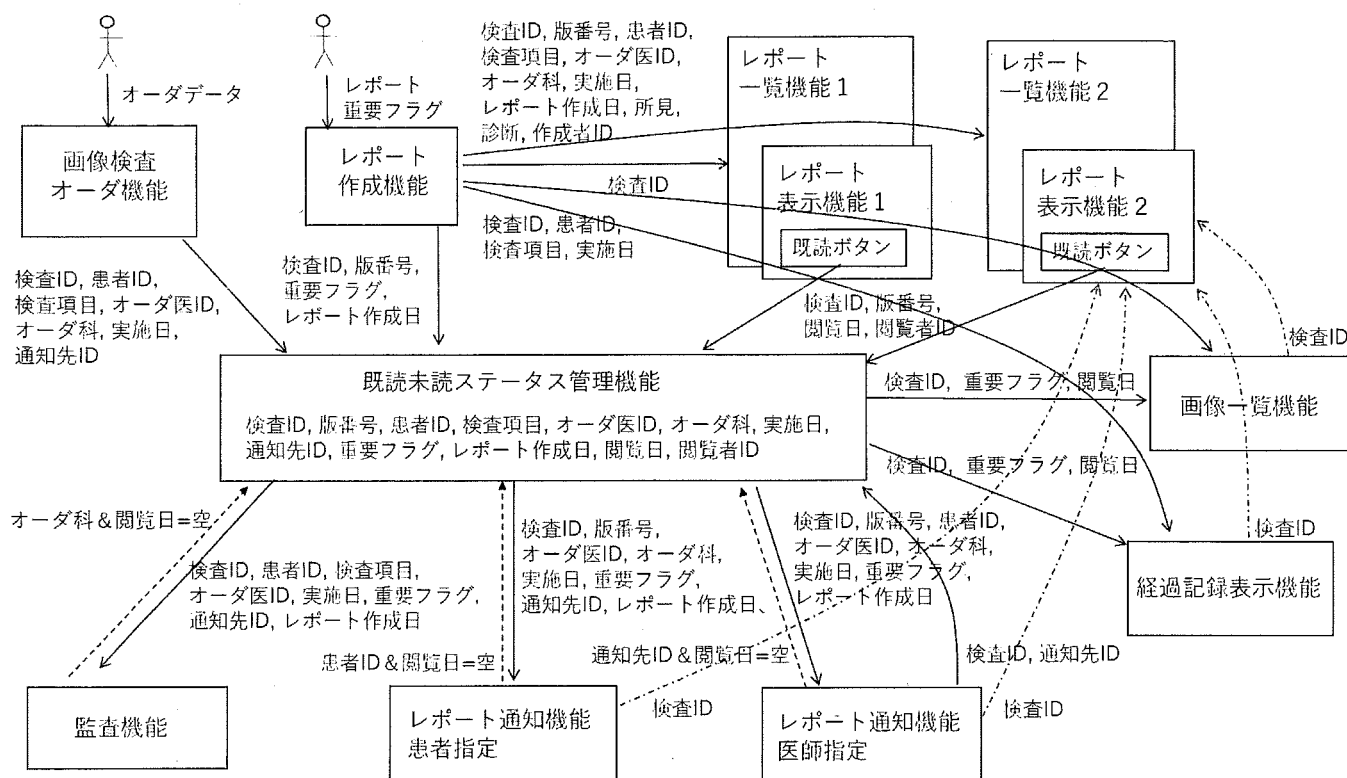 オーダデータ
画像検査
オーダ機能
レポート
重要フラグ
レポート
作成機能
検査ID, 版番号, 患者ID,
検査項目, オーダ医ID,
オーダ科, 実施日,
レポート作成日, 所見,
診断, 作成者ID
レポート
一覧機能 1
レポート
表示機能 1
既読ボタン
レポート
一覧機能 2
レポート
表示機能 2
既読ボタン
検査ID
検査ID, 患者ID,
検査項目, 実施日
検査ID, 患者ID,
検査項目, オーダ医ID,
オーダ科, 実施日,
通知先ID
検査ID, 版番号,
重要フラグ,
レポート作成日
検査ID, 版番号,
閲覧日, 閲覧者ID
検査ID
既読未読ステータス管理機能
検査ID, 版番号, 患者ID, 検査項目, オーダ医ID, オーダ科, 実施日,
通知先ID, 重要フラグ, レポート作成日, 閲覧日, 閲覧者ID
検査ID, 重要フラグ, 閲覧日
画像一覧機能
検査ID, 重要フラグ, 閲覧日
検査ID
経過記録表示機能
オーダ科＆閲覧日=空
検査ID, 患者ID, 検査項目,
オーダ医ID, 実施日, 重要フラグ,
通知先ID, レポート作成日
監査機能
検査ID, 版番号,
オーダ医ID, オーダ科,
実施日, 重要フラグ,
通知先ID, レポート作成日、
患者ID＆閲覧日=空
レポート通知機能
患者指定
検査ID
検査ID, 版番号, 患者ID,
オーダ医ID, オーダ科,
実施日, 重要フラグ,
レポート作成日
通知先ID＆閲覧日=空
検査ID, 通知先ID
レポート通知機能
医師指定
検査ID